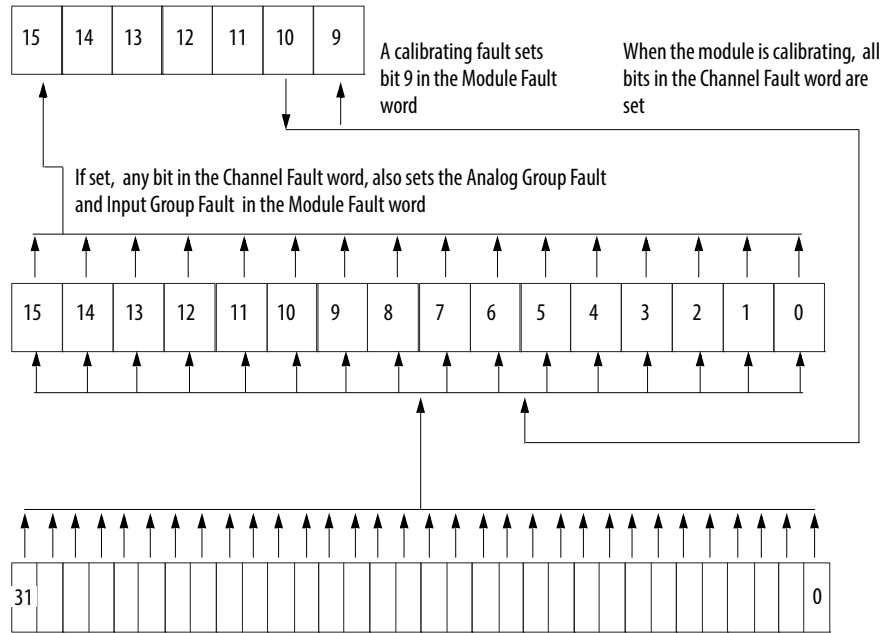 15 14 13 12 11 10 9
A calibrating fault sets
bit 9 in the Module Fault
word
When the module is calibrating, all
bits in the Channel Fault word are
set
If set, any bit in the Channel Fault word, also sets the Analog Group Fault
and Input Group Fault in the Module Fault word
15 14 13 12 11 10 9 8 7 6 5 4 3 2 1 0
31 0